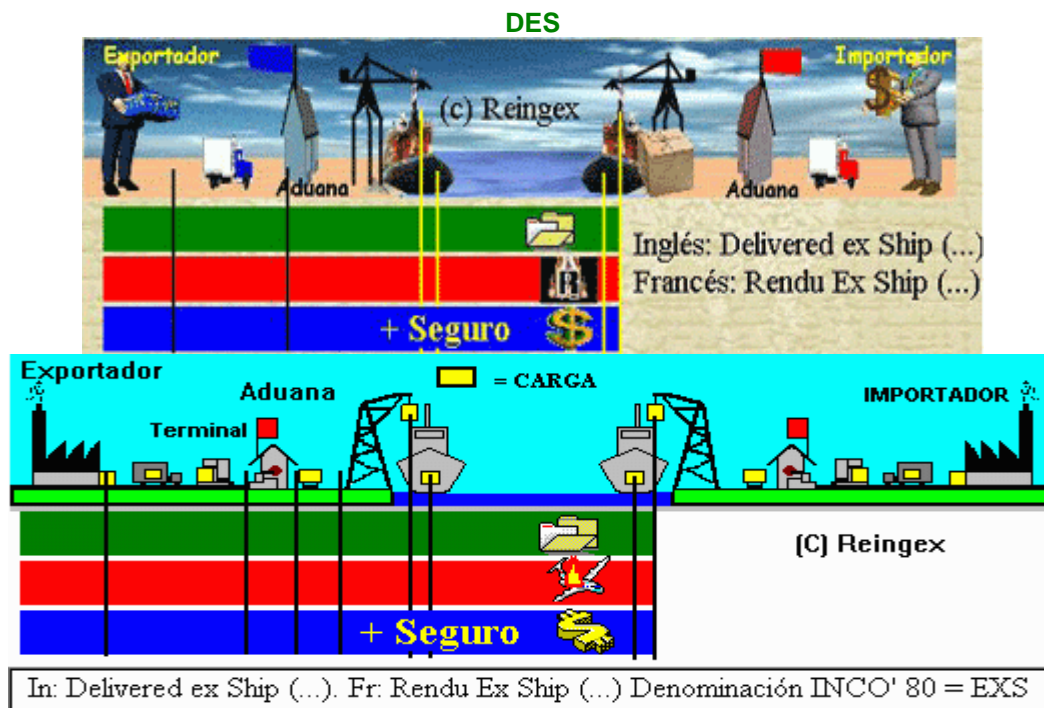 DES
Exportador
Importador
(c) Reingex
Aduana
Aduana
Inglés: Delivered ex Ship (...)
R
Francés: Rendu Ex Ship (...)
+ Seguro $
Exportador
= CARGA
Aduana
IMPORTADOR
Terminal
(C) Reingex
+ Seguro
In: Delivered ex Ship (...). Fr: Rendu Ex Ship (...) Denominación INCO' 80 = EXS